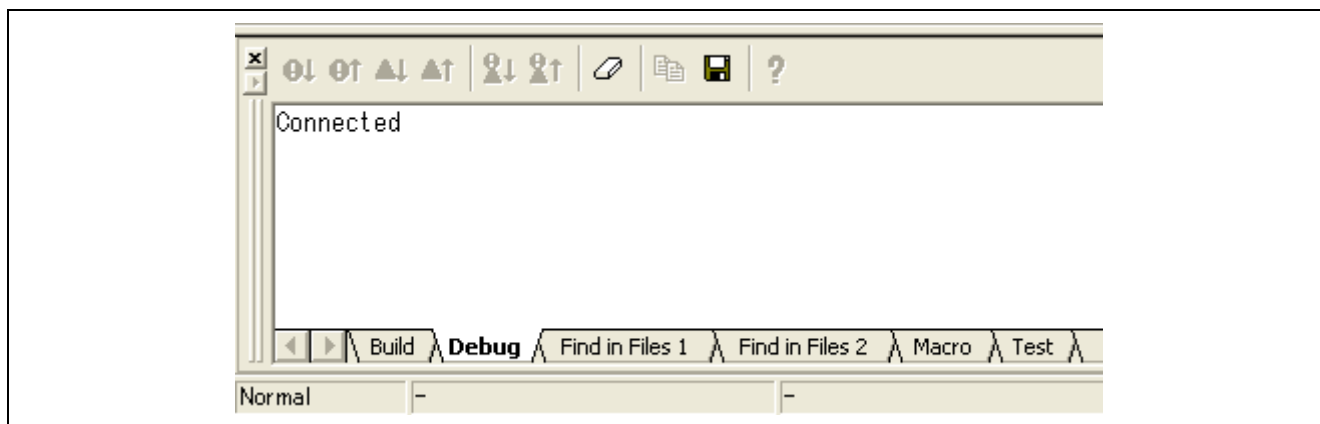 Connected
Build Debug Find in Files 1 Find in Files 2 Macro Test
Normal - -